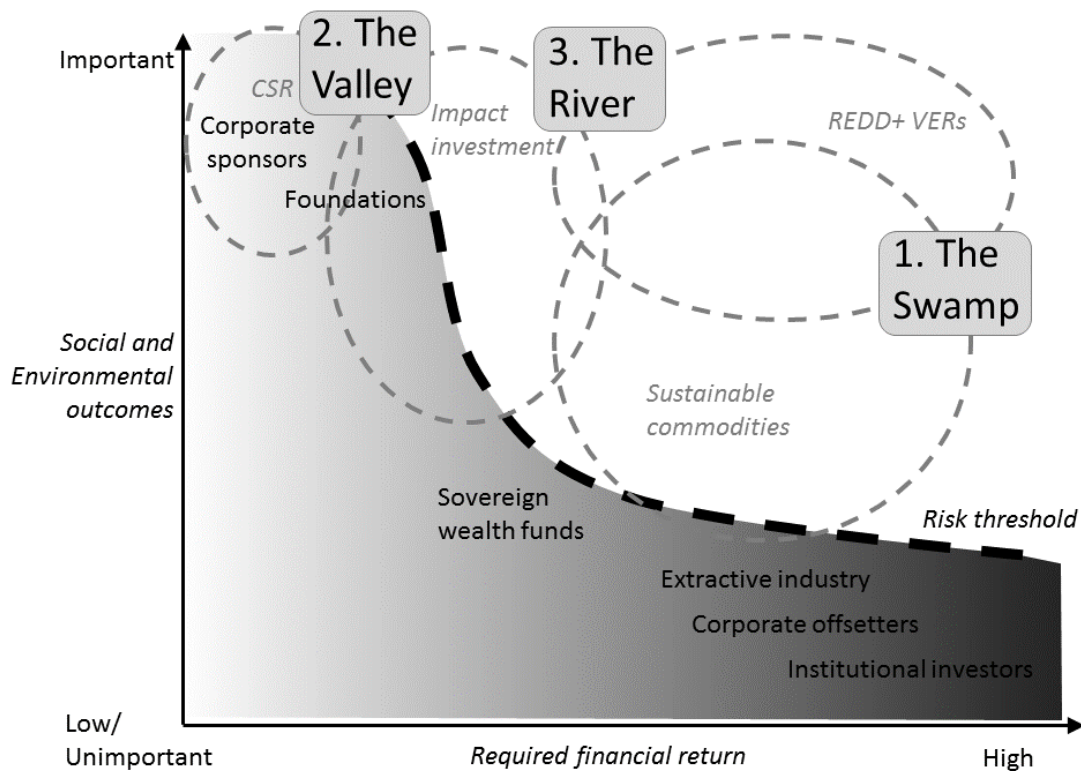 Important
2. The
Valley
3. The
River
CSR
Corporate
sponsors
Impact
investment
REDD+ VERs
Foundations
1. The
Swamp
Social and
Environmental
outcomes
Sustainable
commodities
Sovereign
wealth funds
Risk threshold
Extractive industry
Corporate offsetters
Institutional investors
Low/
Unimportant
Required financial return
High